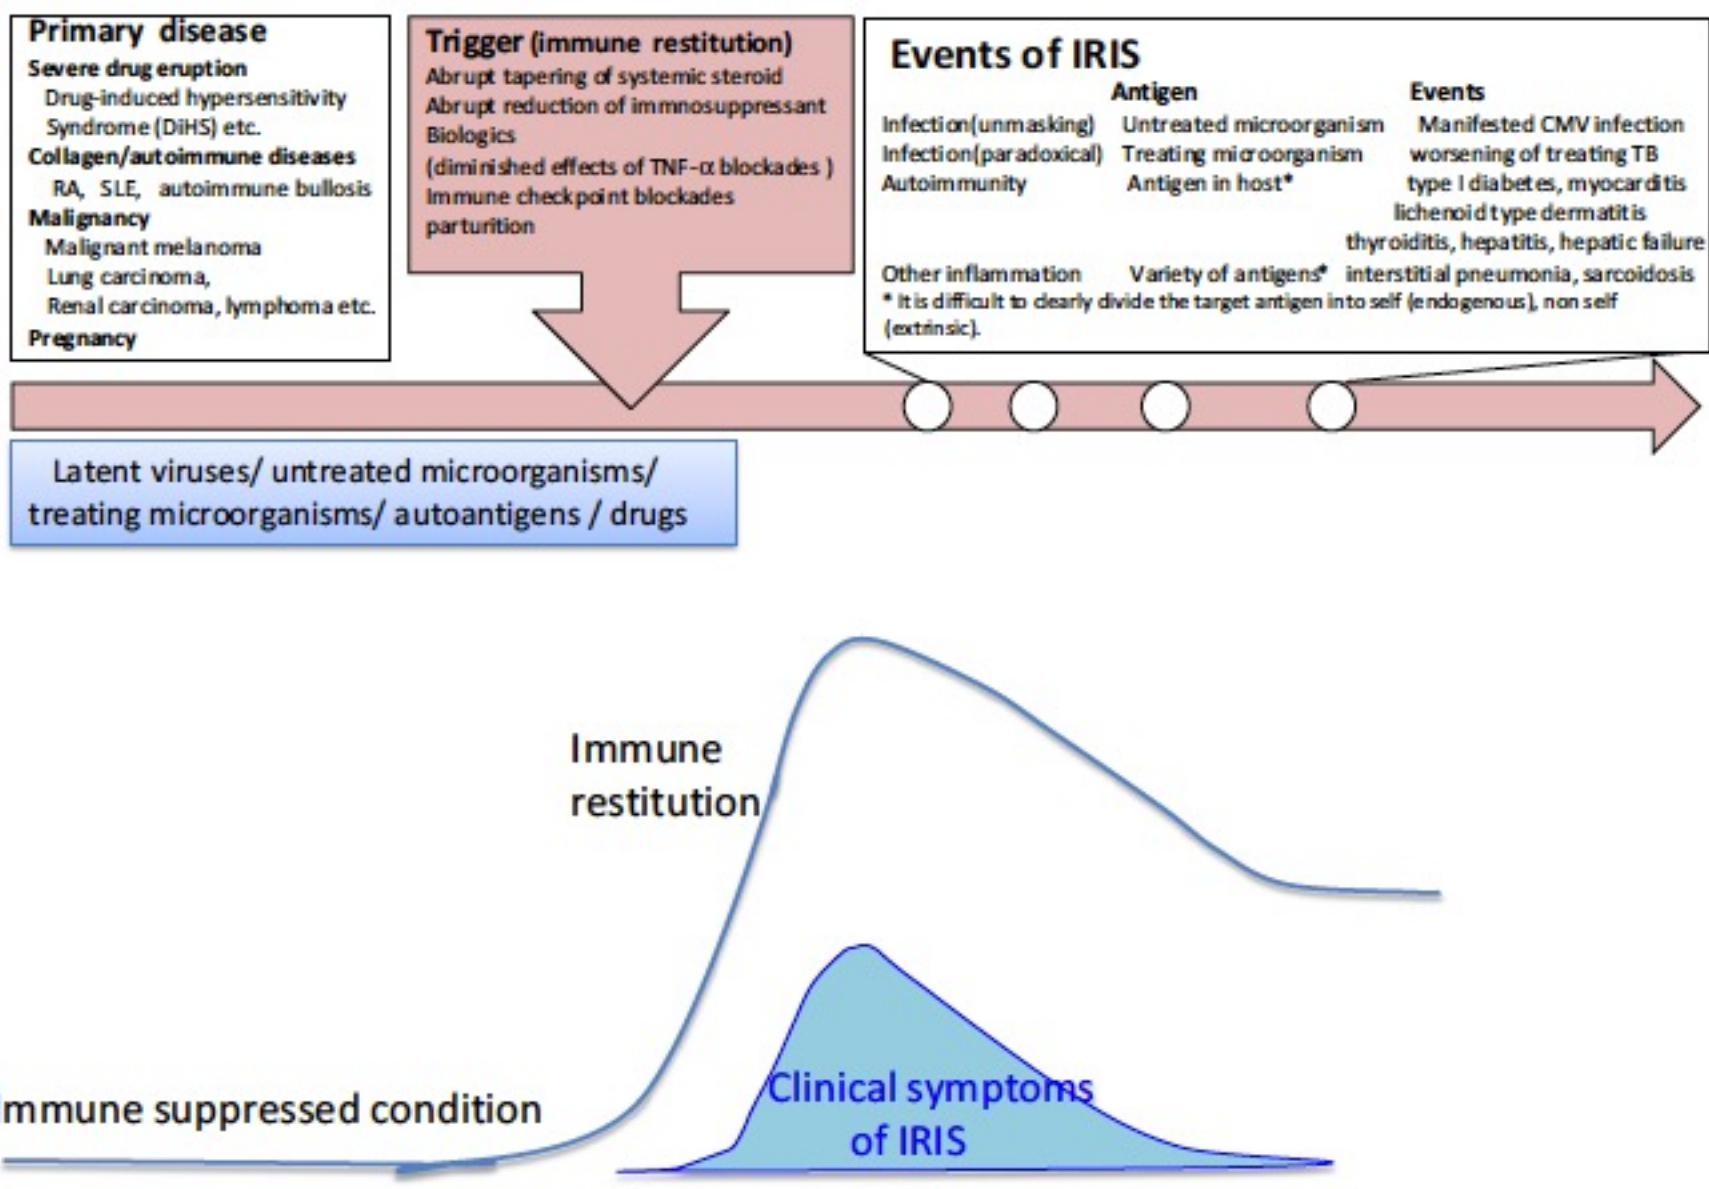 Primary disease
Severe drug eruption
Drug-induced hypersensitivity
Syndrome (DiHS) etc.
Collagen/autoimmune diseases
RA, SLE, autoimmune bullosis
Malignancy
Malignant melanoma
Lung carcinoma,
Renal carcinoma, lymphoma etc.
Pregnancy
Trigger (immune restitution)
Abrupt tapering of systemic steroid
Abrupt reduction of immnosuppressant
Biologics
(diminished effects of TNF-α blockades )
Immune checkpoint blockades
parturition
Events of IRIS
Antigen Events
Infection(unmasking) Untreated microorganism Manifested CMV infection
Infection(paradoxical) Treating microorganism worsening of treating TB
Autoimmunity Antigen in host* type I diabetes, myocarditis
lichenoid type dermatitis
thyroiditis, hepatitis, hepatic failure
Other inflammation Variety of antigens* interstitial pneumonia, sarcoidosis
* It is difficult to clearly divide the target antigen into self (endogenous), non self
(extrinsic).
Latent viruses/ untreated microorganisms/
treating microorganisms/ autoantigens / drugs
Immune
restitution
Immune suppressed condition
Clinical symptoms
of IRIS